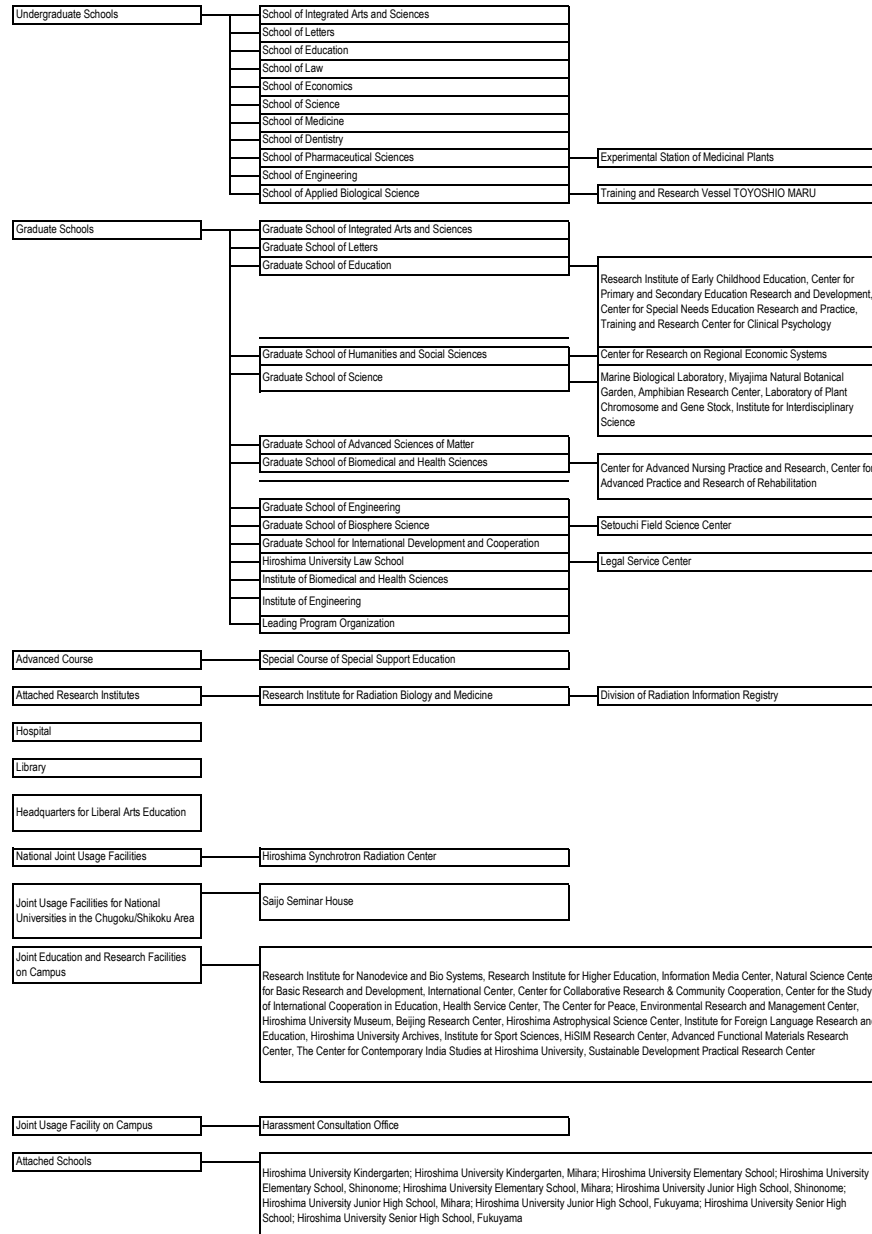 Undergraduate Schools
School of Integrated Arts and Sciences
School of Letters
School of Education
School of Law
School of Economics
School of Science
School of Medicine
School of Dentistry
School of Pharmaceutical Sciences
Experimental Station of Medicinal Plants
School of Engineering
School of Applied Biological Science
Training and Research Vessel TOYOSHIO MARU
Graduate Schools
Graduate School of Integrated Arts and Sciences
Graduate School of Letters
Graduate School of Education
Research Institute of Early Childhood Education, Center for
Primary and Secondary Education Research and Development,
Center for Special Needs Education Research and Practice,
Training and Research Center for Clinical Psychology
Graduate School of Humanities and Social Sciences
Center for Research on Regional Economic Systems
Graduate School of Science
Marine Biological Laboratory, Miyajima Natural Botanical
Garden, Amphibian Research Center, Laboratory of Plant
Chromosome and Gene Stock, Institute for Interdisciplinary
Science
Graduate School of Advanced Sciences of Matter
Graduate School of Biomedical and Health Sciences
Center for Advanced Nursing Practice and Research, Center for
Advanced Practice and Research of Rehabilitation
Graduate School of Engineering
Graduate School of Biosphere Science
Setouchi Field Science Center
Graduate School for International Development and Cooperation
Hiroshima University Law School
Legal Service Center
Institute of Biomedical and Health Sciences
Institute of Engineering
Leading Program Organization
Advanced Course
Special Course of Special Support Education
Attached Research Institutes
Research Institute for Radiation Biology and Medicine
Division of Radiation Information Registry
Hospital
Library
Headquarters for Liberal Arts Education
National Joint Usage Facilities
Hiroshima Synchrotron Radiation Center
Joint Usage Facilities for National
Universities in the Chugoku/Shikoku Area
Saijo Seminar House
Joint Education and Research Facilities
on Campus
Research Institute for Nanodevice and Bio Systems, Research Institute for Higher Education, Information Media Center, Natural Science Cente
for Basic Research and Development, International Center, Center for Collaborative Research & Community Cooperation, Center for the Study
of International Cooperation in Education, Health Service Center, The Center for Peace, Environmental Research and Management Center,
Hiroshima University Museum, Beijing Research Center, Hiroshima Astrophysical Science Center, Institute for Foreign Language Research an
Education, Hiroshima University Archives, Institute for Sport Sciences, HiSIM Research Center, Advanced Functional Materials Research
Center, The Center for Contemporary India Studies at Hiroshima University, Sustainable Development Practical Research Center
Joint Usage Facility on Campus
Harassment Consultation Office
Attached Schools
Hiroshima University Kindergarten; Hiroshima University Kindergarten, Mihara; Hiroshima University Elementary School; Hiroshima University
Elementary School, Shinonome; Hiroshima University Elementary School, Mihara; Hiroshima University Junior High School, Shinonome;
Hiroshima University Junior High School, Mihara; Hiroshima University Junior High School, Fukuyama; Hiroshima University Senior High
School; Hiroshima University Senior High School, Fukuyama